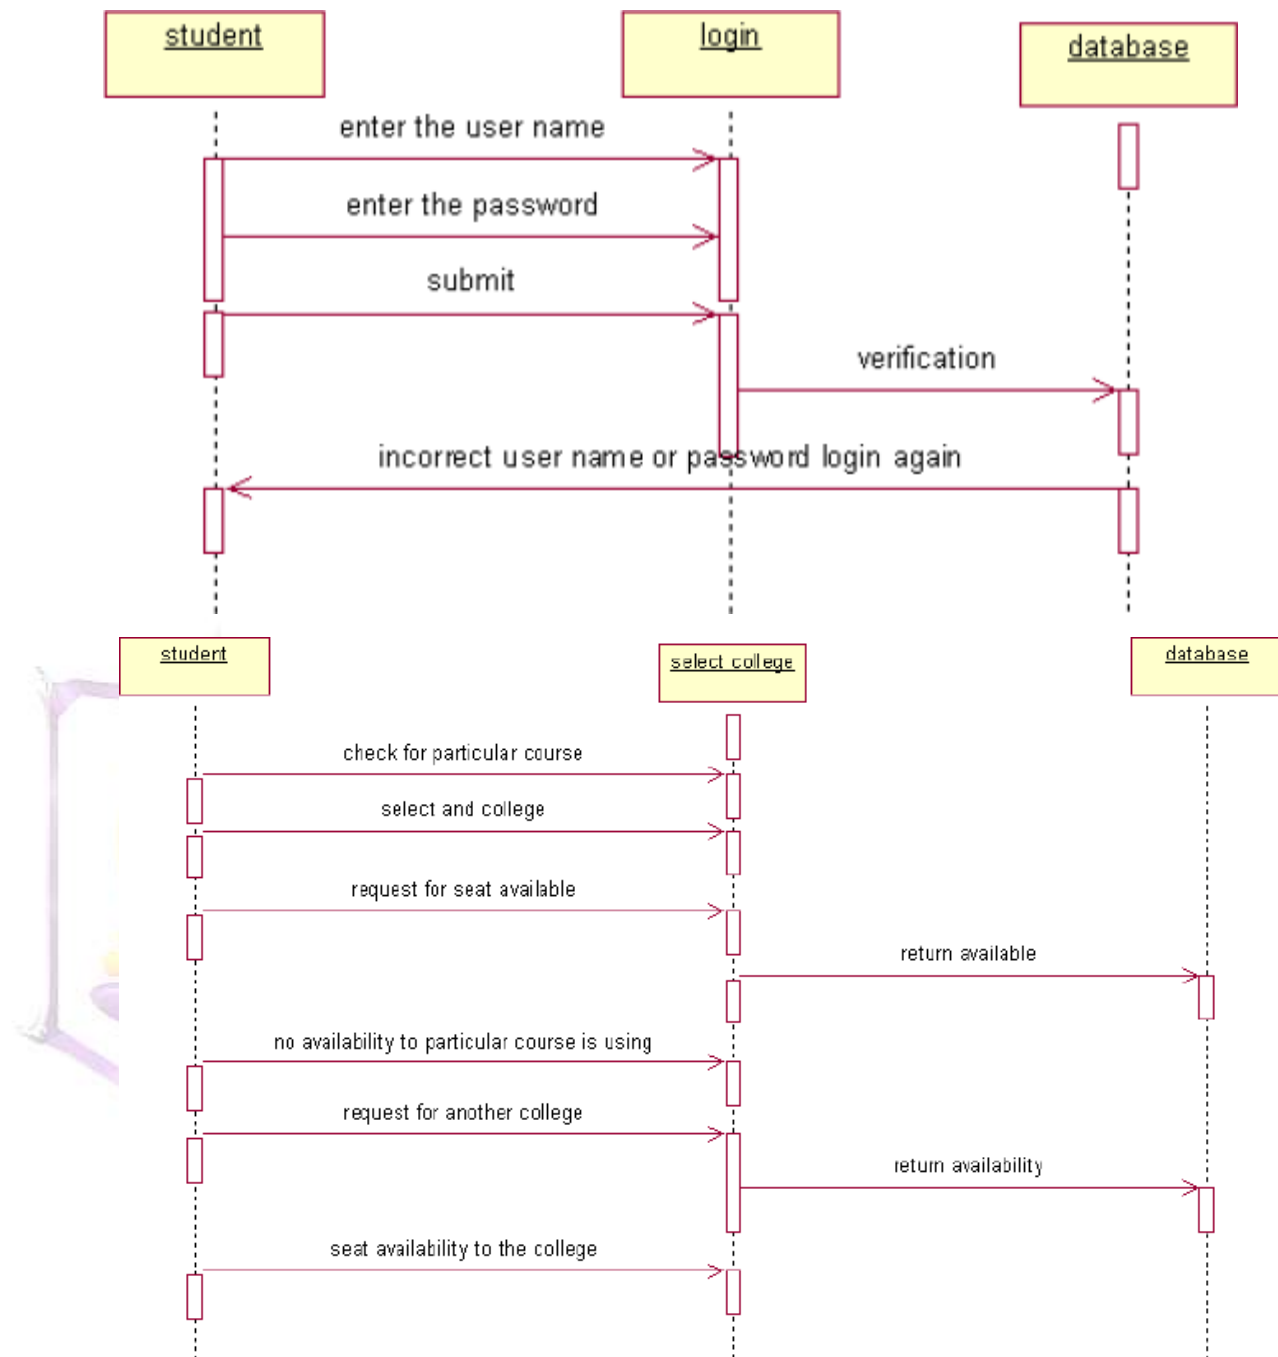 student
login
database
enter the user name
enter the password
submit
verification
incorrect user name or password login again
student
select college
database
check for particular course
select and college
request for seat available
return available
no availability to particular course is using
request for another college
return availability
seat availability to the college